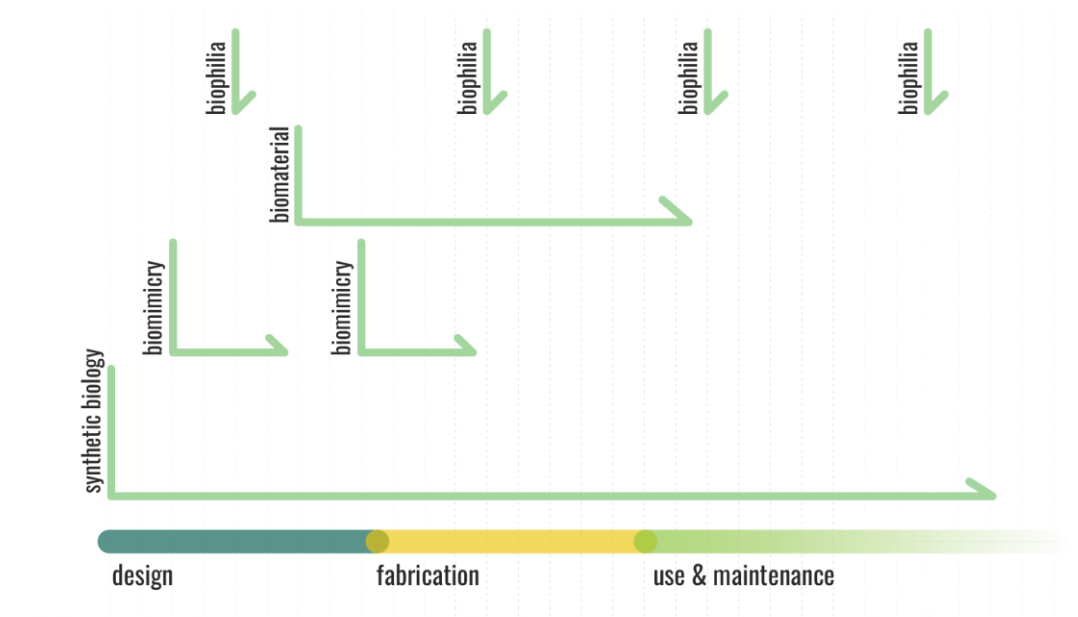 biophilia
biophilia
biophilia
biophilia
biomaterial
biomimicry
biomimicry
synthetic biology
design
fabrication
use & maintenance